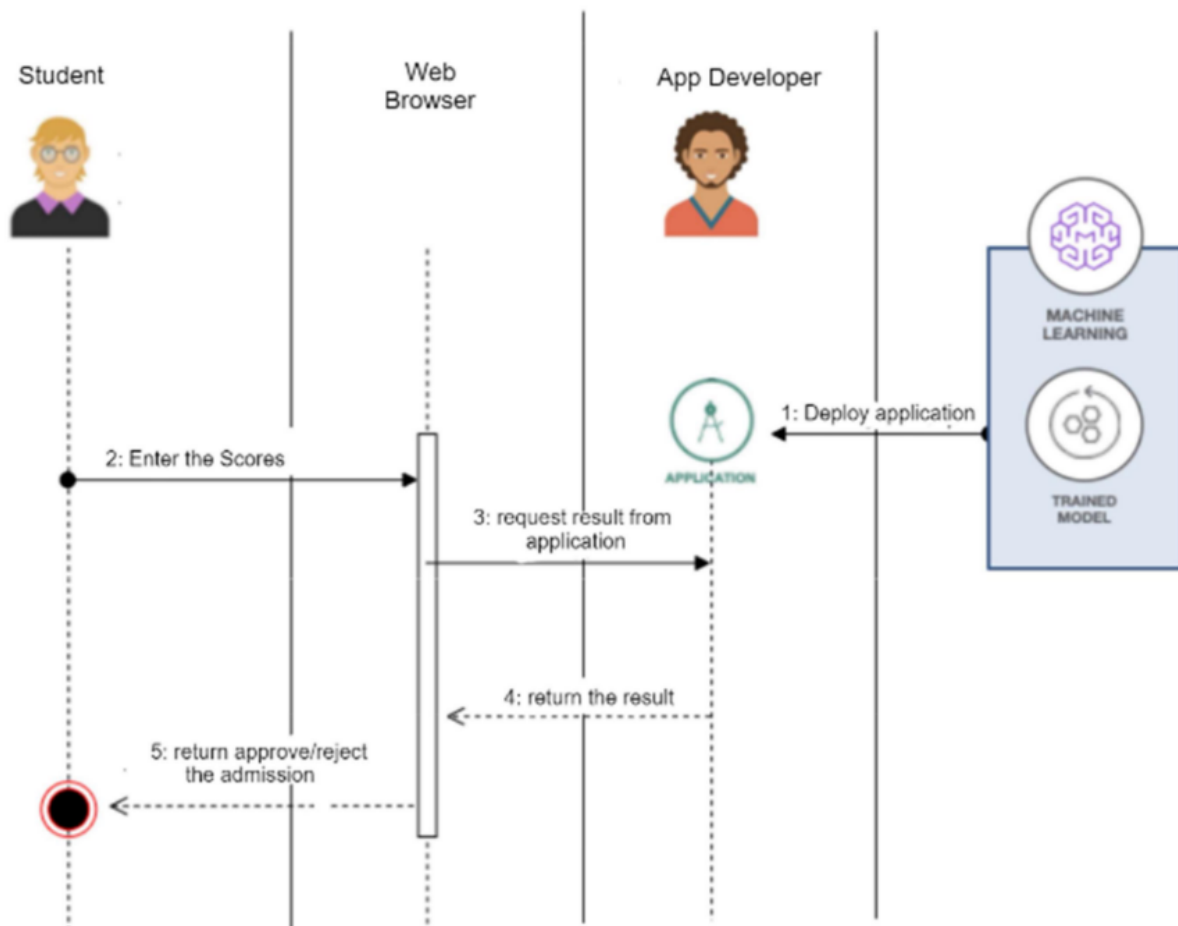 Student
Web
Browser
App Developer
MACHINE
LEARNING
1: Deploy application
2: Enter the Scores
APPLICATION
TRAINED
MODEL
3: request result from
application
4: return the result
5: return approve/reject
the admission